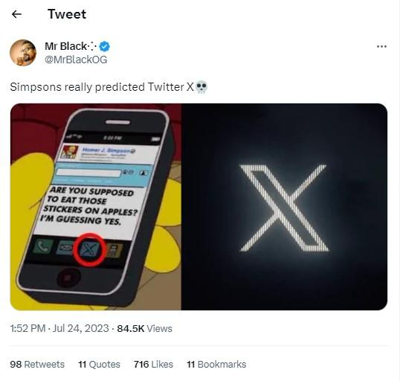 Tweet
Mr Black
@MrBlackOG
Simpsons really predicted Twitter X💀
Homer J. Simpson
ARE YOU SUPPOSED
TO EAT THOSE
STICKERS ON APPLES?
I'M GUESSING YES.
X
1:52 PM · Jul 24, 2023 · 84.5K Views
98 Retweets 11 Quotes 716 Likes 11 Bookmarks